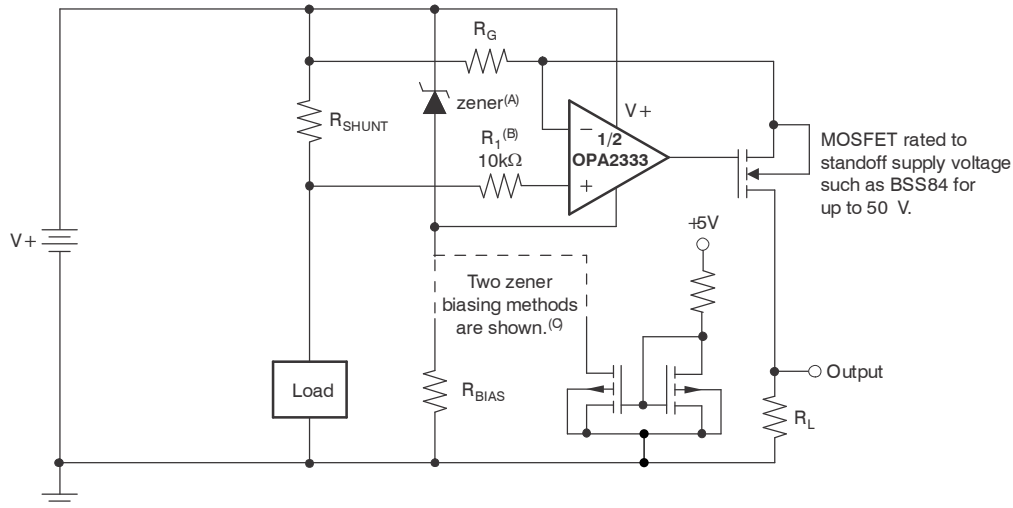 R_G
zener(A)
V+
R_SHUNT
R_1(B)
10kΩ
1/2
OPA2333
−
+
MOSFET rated to
standoff supply voltage
such as BSS84 for
up to 50 V.
V+
+5V
Two zener
biasing methods
are shown.(C)
Load
R_BIAS
Output
R_L